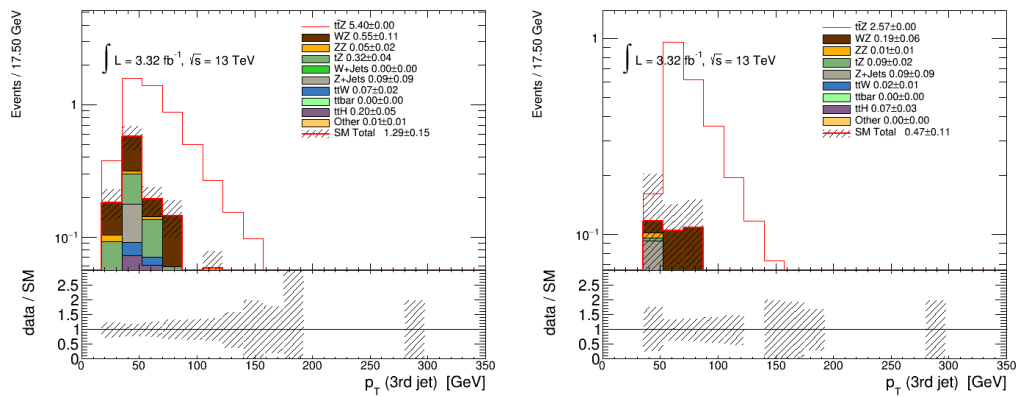 Events / 17.50 GeV
∫ L = 3.32 fb⁻¹, √s = 13 TeV
tt̄Z 5.40±0.00
WZ 0.55±0.11
ZZ 0.05±0.02
tZ 0.32±0.04
W+Jets 0.00±0.00
Z+Jets 0.09±0.09
ttW 0.07±0.02
ttbar 0.00±0.00
ttH 0.20±0.05
Other 0.01±0.01
SM Total 1.29±0.15
1
10⁻¹
data / SM
2.5
2
1.5
1
0.5
0
0 50 100 150 200 250 300 350
p_T (3rd jet) [GeV]
Events / 17.50 GeV
∫ L = 3.32 fb⁻¹, √s = 13 TeV
tt̄Z 2.57±0.00
WZ 0.19±0.06
ZZ 0.01±0.01
tZ 0.09±0.02
Z+Jets 0.09±0.09
ttW 0.02±0.01
ttbar 0.00±0.00
ttH 0.07±0.03
Other 0.00±0.00
SM Total 0.47±0.11
1
10⁻¹
data / SM
2.5
2
1.5
1
0.5
0
0 50 100 150 200 250 300 350
p_T (3rd jet) [GeV]